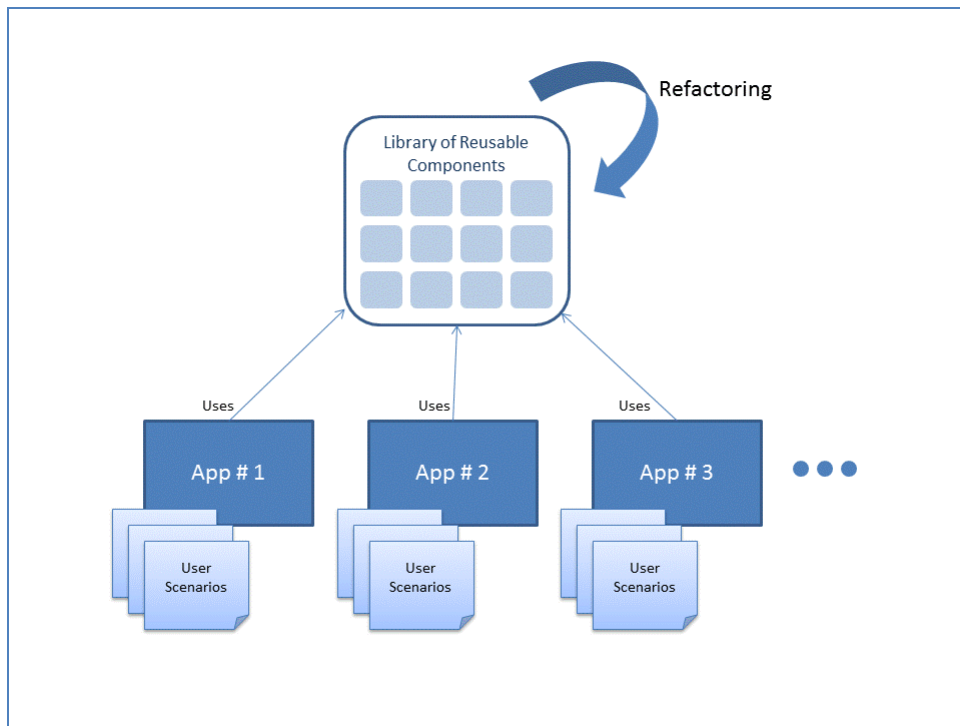 Refactoring
Library of Reusable
Components
Uses
Uses
Uses
App # 1
App # 2
App # 3
User
Scenarios
User
Scenarios
User
Scenarios